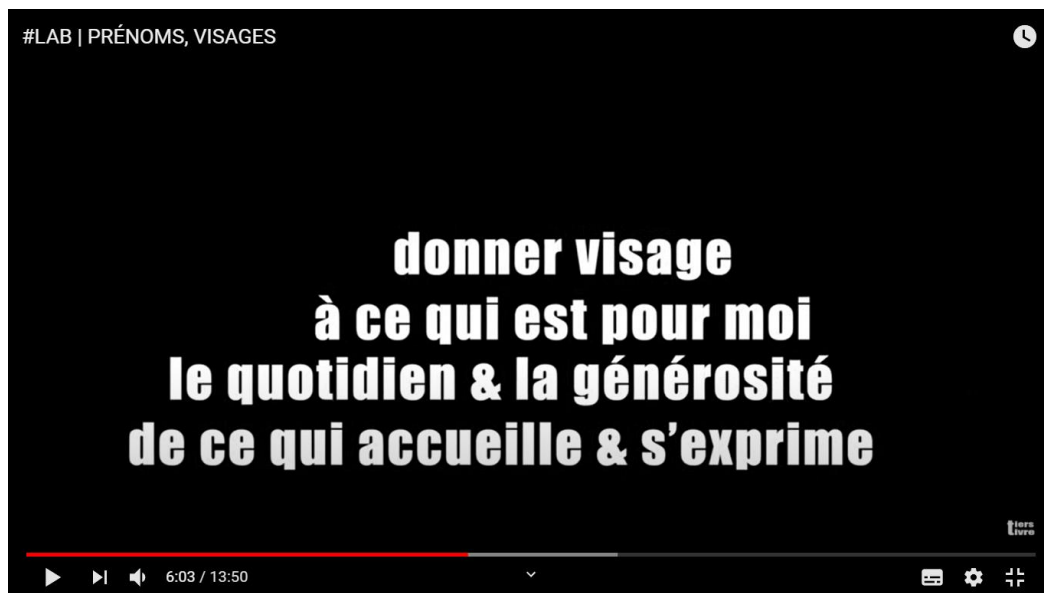 #LAB | PRÉNOMS, VISAGES
donner visage
à ce qui est pour moi
le quotidien & la générosité
de ce qui accueille & s’exprime
tiers
Livre
6:03 / 13:50